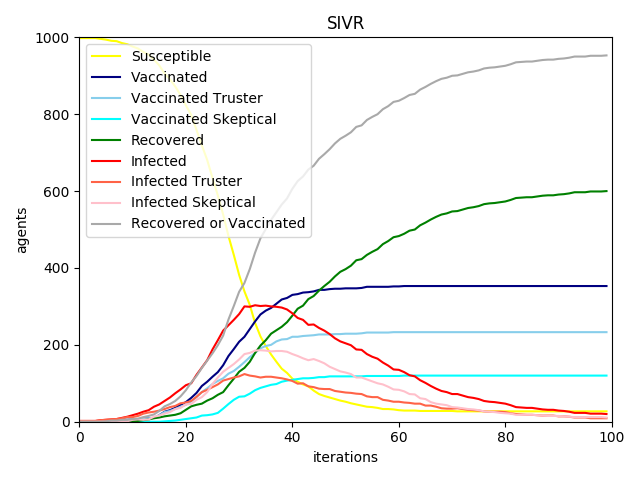 SIVR
1000
800
600
400
200
0
agents
Susceptible
Vaccinated
Vaccinated Truster
Vaccinated Skeptical
Recovered
Infected
Infected Truster
Infected Skeptical
Recovered or Vaccinated
0 20 40 60 80 100
iterations